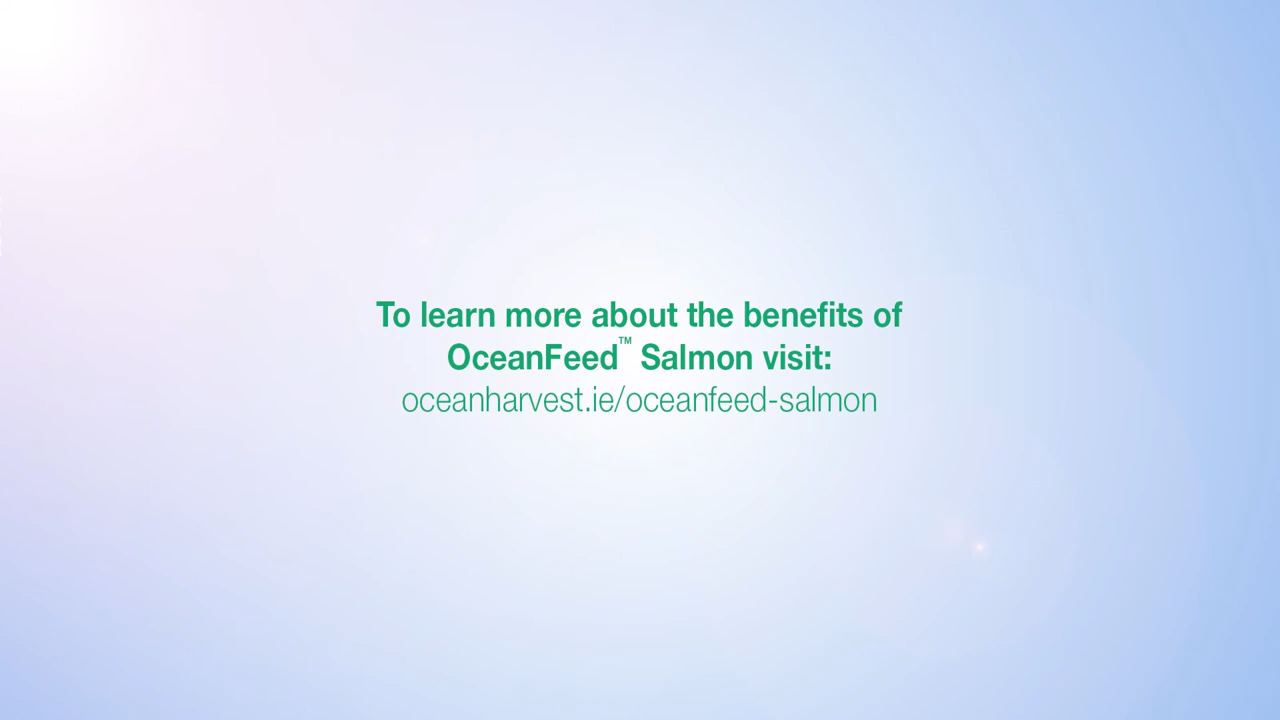 To learn more about the benefits of
OceanFeed™ Salmon visit:
oceanharvest.ie/oceanfeed-salmon